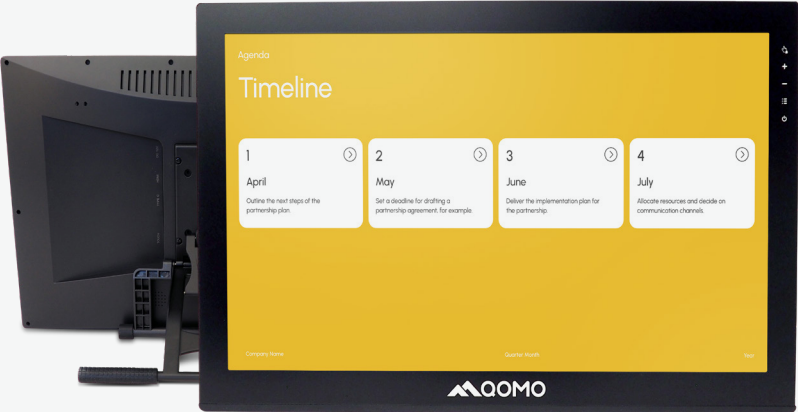 Agenda
Timeline
1
2
3
4
April
May
June
July
Outline the next steps of the
partnership plan.
Set a deadline for drafting a
partnership agreement, for example.
Deliver the implementation plan for
the partnership.
Allocate resources and decide on
communication channels.
Company Name
Quarter Month
Year
QOMO